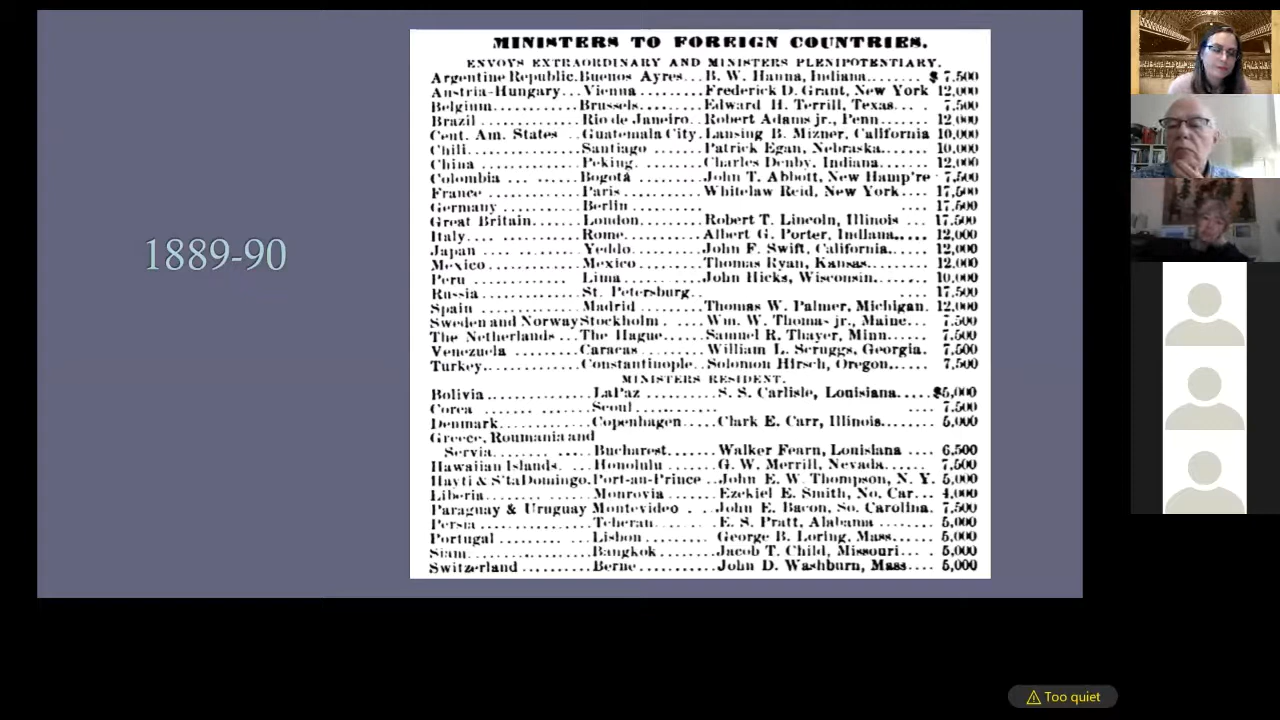 1889-90
MINISTERS TO FOREIGN COUNTRIES.
ENVOYS EXTRAORDINARY AND MINISTERS PLENIPOTENTIARY.
Argentine Republic.Buenos Ayres...B. W. Hanna, Indiana........ $ 7,500
Austria-Hungary...Vienna.........Frederick D. Grant, New York 12,000
Belgium...........Brussels.......Edward H. Terrill, Texas.... 7,500
Brazil............Rio de Janeiro..Robert Adams jr., Penn...... 12,000
Cent. Am. States ..Guatemala City.Lansing B. Mizner, California 10,000
Chili.............Santiago.......Patrick Egan, Nebraska...... 10,000
China.............Peking.........Charles Denby, Indiana...... 12,000
Colombia..........Bogotá.........John T. Abbott, New Hamp're. 7,500
France............Paris..........Whitelaw Reid, New York..... 17,500
Germany...........Berlin......... .... 17,500
Great Britain.....London.........Robert T. Lincoln, Illinois .... 17,500
Italy.............Rome...........Albert G. Porter, Indiana..... 12,000
Japan.............Yeddo..........John F. Swift, California.... 12,000
Mexico............Mexico.........Thomas Ryan, Kansas......... 12,000
Peru..............Lima...........John Hicks, Wisconsin....... 10,000
Russia............St. Petersburg.. .... 17,500
Spain.............Madrid.........Thomas W. Palmer, Michigan. 12,000
Sweden and Norway Stockholm......Wm. W. Thomas jr., Maine... 7,500
The Netherlands...The Hague......Samuel R. Thayer, Minn...... 7,500
Venezuela.........Caracas........William L. Scruggs, Georgia. 7,500
Turkey............Constantinople..Solomon Hirsch, Oregon..... 7,500
MINISTERS RESIDENT.
Bolivia...........LaPaz..........S. S. Carlisle, Louisiana.....$5,000
Corea.............Seoul.......... .... 7,500
Denmark...........Copenhagen.....Clark E. Carr, Illinois........ 5,000
Greece, Roumania and
Servia............Bucharest......Walker Fearn, Louisiana .... 6,500
Hawaiian Islands....Honolulu.......G. W. Merrill, Nevada...... 7,500
Hayti & S'taDomingo.Port-au-Prince ..John E. W. Thompson, N. Y. 5,000
Liberia...........Monrovia.......Ezekiel E. Smith, No. Car... 4,000
Paraguay & Uruguay Montevideo . ..John E. Bacon, So. Carolina. 7,500
Persia............Teheran........E. S. Pratt, Alabama ........ 5,000
Portugal..........Lisbon.........George B. Loring, Mass...... 5,000
Siam..............Bangkok........Jacob T. Child, Missouri.... 5,000
Switzerland.......Berne..........John D. Washburn, Mass.... 5,000
Too quiet